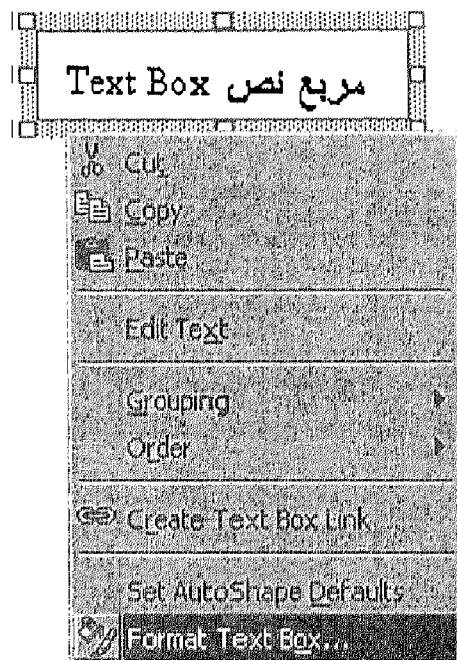 Text Box مربع نص
Cut
Copy
Paste
Edit Text
Grouping
Order
Create Text Box Link
Set AutoShape Defaults
Format Text Box...